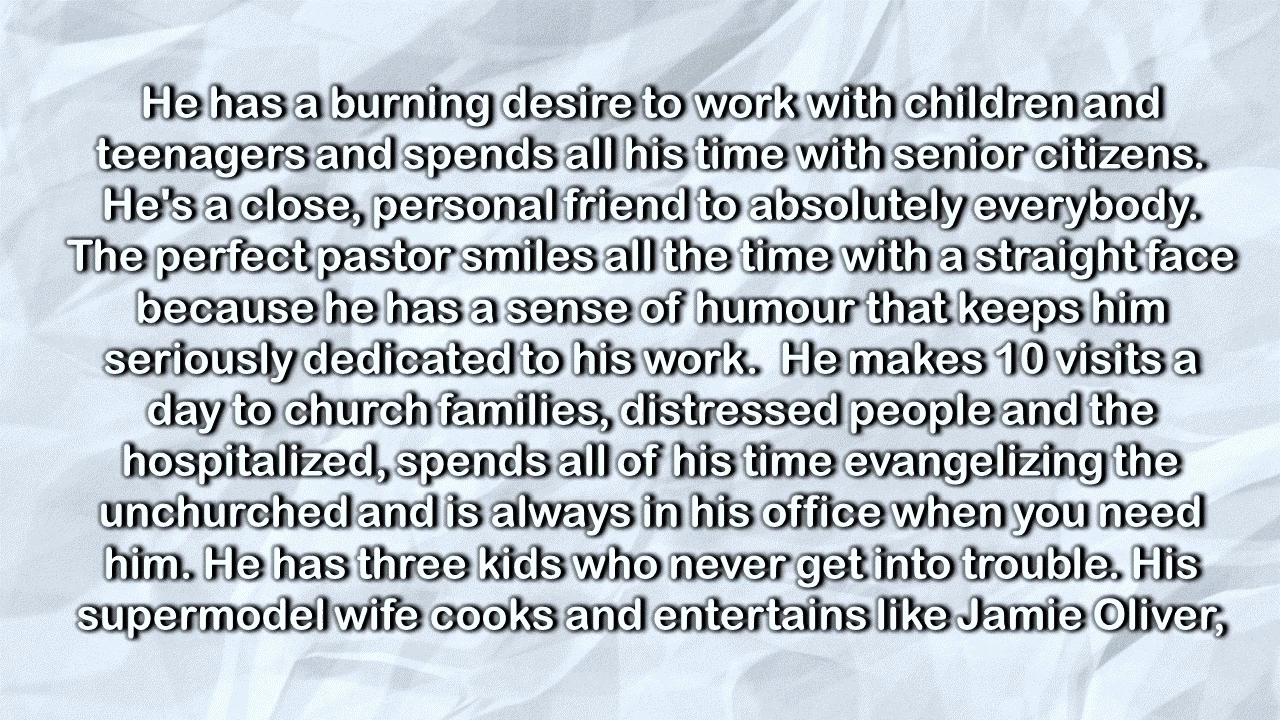 He has a burning desire to work with children and
teenagers and spends all his time with senior citizens.
He's a close, personal friend to absolutely everybody.
The perfect pastor smiles all the time with a straight face
because he has a sense of humour that keeps him
seriously dedicated to his work.  He makes 10 visits a
day to church families, distressed people and the
hospitalized, spends all of his time evangelizing the
unchurched and is always in his office when you need
him. He has three kids who never get into trouble. His
supermodel wife cooks and entertains like Jamie Oliver,